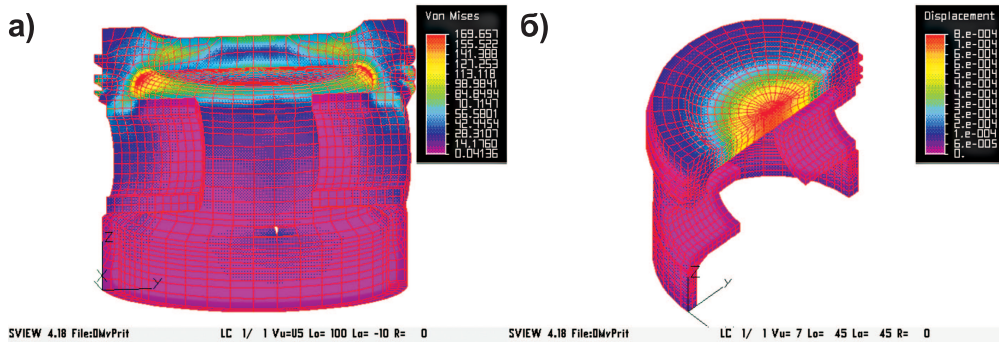 а)
Von Mises
169.657
155.522
141.388
127.253
113.118
98.9841
84.8494
70.7147
56.5801
42.4454
28.3107
14.1760
0.04136
Z
X
Y
SVIEW 4.18 File:DMvPrit LC 1/ 1 Vu=U5 Lo= 100 La= -10 R= 0
б)
Displacement
8.e-004
7.e-004
6.e-004
6.e-004
5.e-004
4.e-004
4.e-004
3.e-004
3.e-004
2.e-004
1.e-004
6.e-005
0.
Z
Y
SVIEW 4.18 File:DMvPrit LC 1/ 1 Vu= 7 Lo= 45 La= 45 R= 0